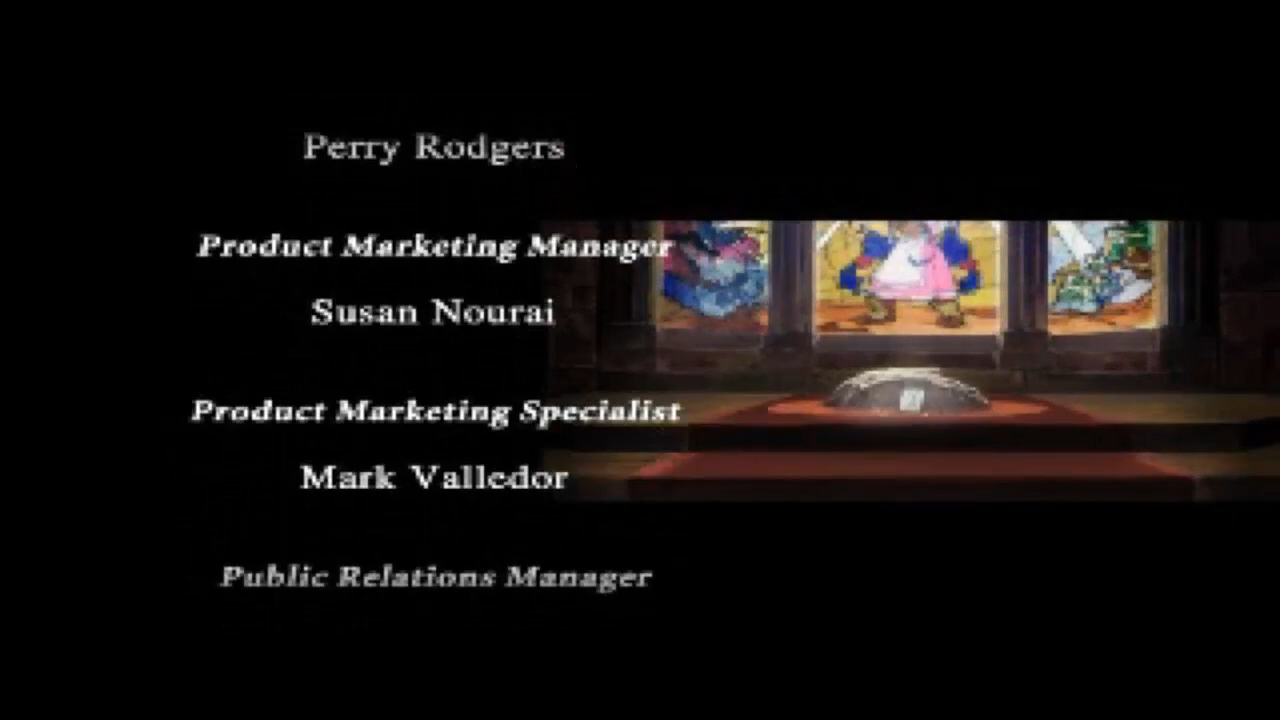 Perry Rodgers
Product Marketing Manager
Susan Nourai
Product Marketing Specialist
Mark Valledor
Public Relations Manager